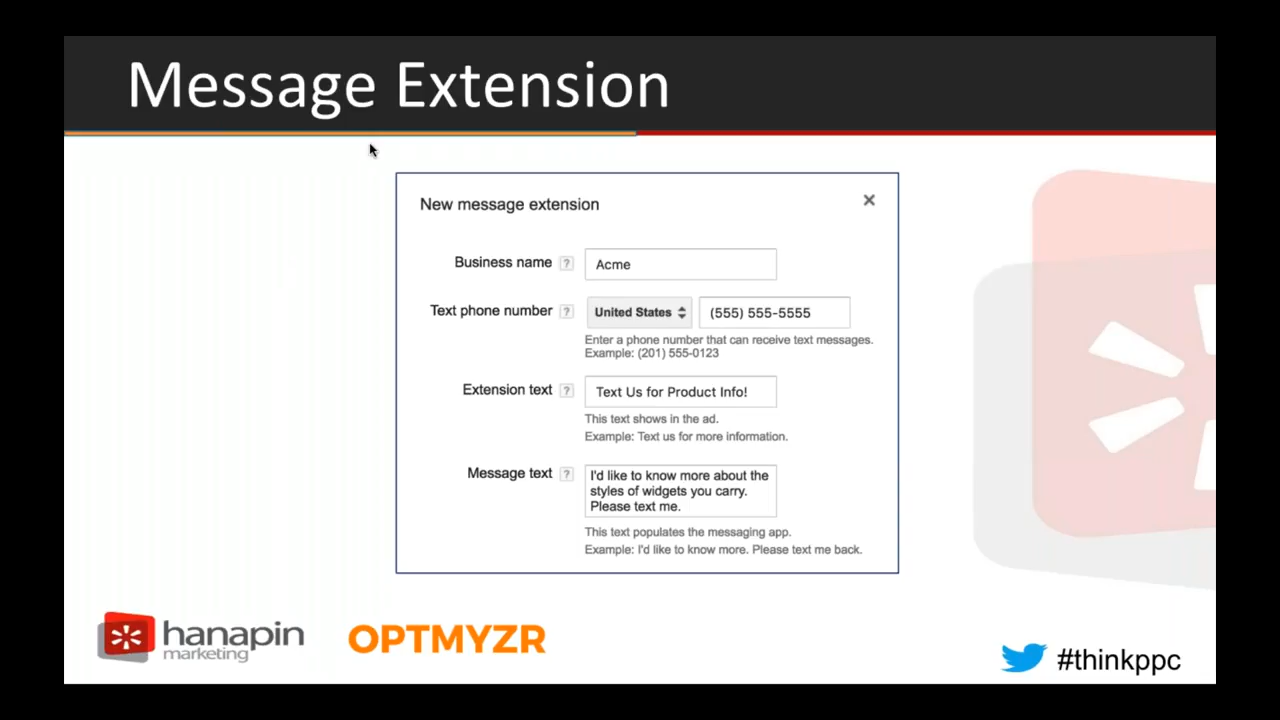 Message Extension
New message extension ×
Business name ? Acme
Text phone number ? United States (555) 555-5555
Enter a phone number that can receive text messages.
Example: (201) 555-0123
Extension text ? Text Us for Product Info!
This text shows in the ad.
Example: Text us for more information.
Message text ? I'd like to know more about the
styles of widgets you carry.
Please text me.
This text populates the messaging app.
Example: I'd like to know more. Please text me back.
hanapin
marketing
OPTMYZR
#thinkppc